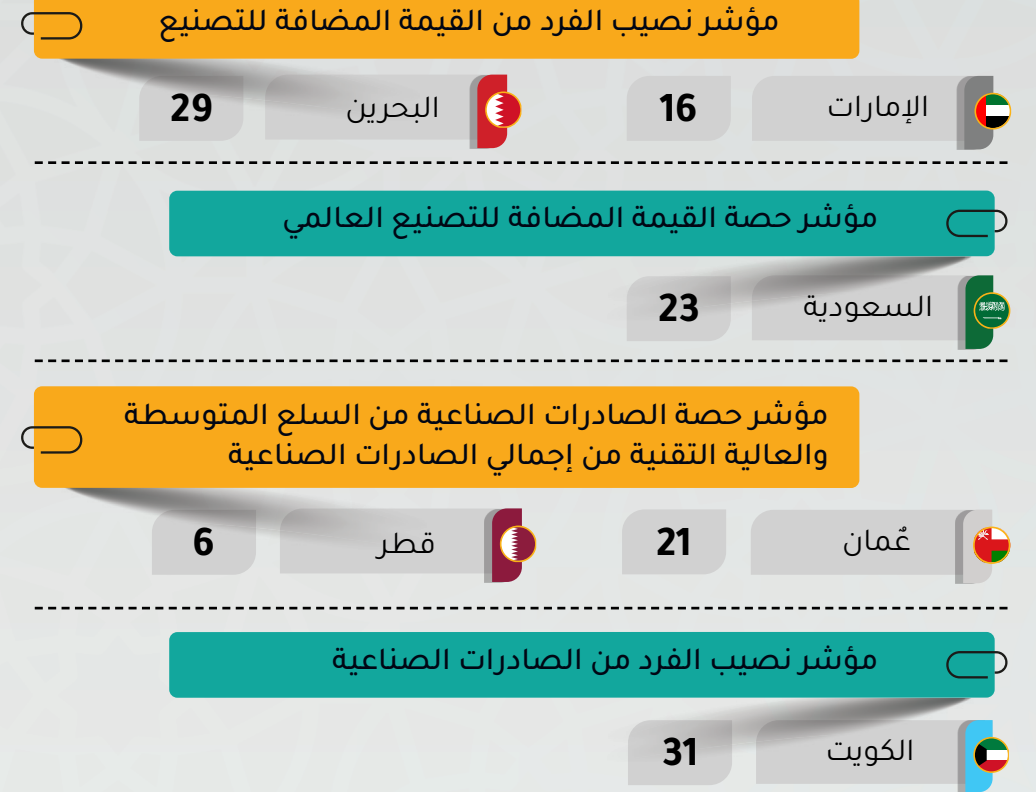 مؤشر نصيب الفرد من القيمة المضافة للتصنيع
الإمارات 16 البحرين 29
مؤشر حصة القيمة المضافة للتصنيع العالمي
السعودية 23
مؤشر حصة الصادرات الصناعية من السلع المتوسطة
والعالية التقنية من إجمالي الصادرات الصناعية
عُمان 21 قطر 6
مؤشر نصيب الفرد من الصادرات الصناعية
الكويت 31